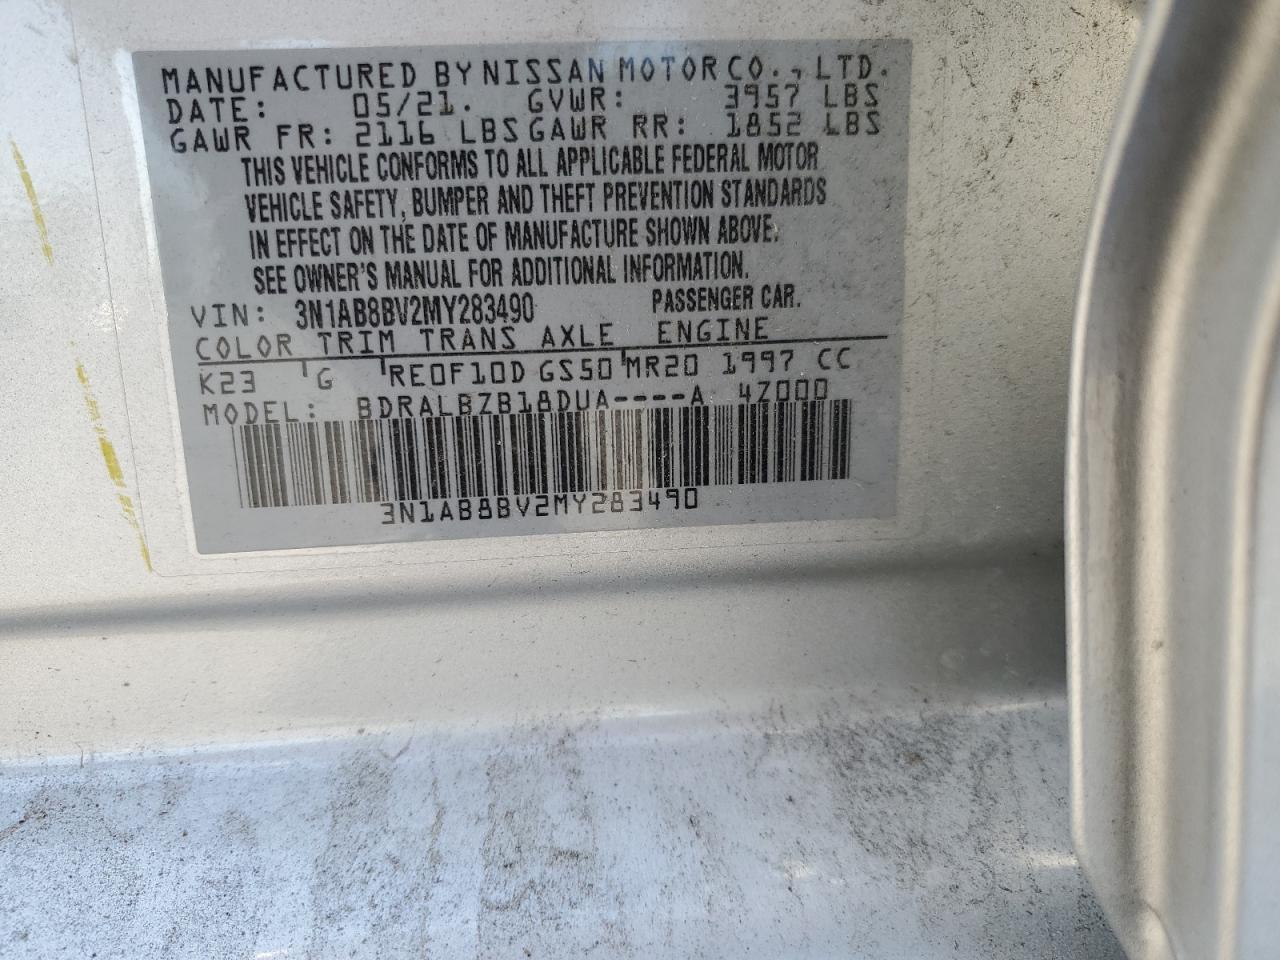 MANUFACTURED BY NISSAN MOTOR CO., LTD.
DATE: 05/21. GVWR: 3957 LBS
GAWR FR: 2116 LBS GAWR RR: 1852 LBS
THIS VEHICLE CONFORMS TO ALL APPLICABLE FEDERAL MOTOR
VEHICLE SAFETY, BUMPER AND THEFT PREVENTION STANDARDS
IN EFFECT ON THE DATE OF MANUFACTURE SHOWN ABOVE.
SEE OWNER'S MANUAL FOR ADDITIONAL INFORMATION.
VIN: 3N1AB8BV2MY283490 PASSENGER CAR.
COLOR TRIM TRANS AXLE ENGINE
K23 G RE0F10D GS50 MR20 1997 CC
MODEL: BDRALBZB18DUA----A 4Z000
3N1AB8BV2MY283490